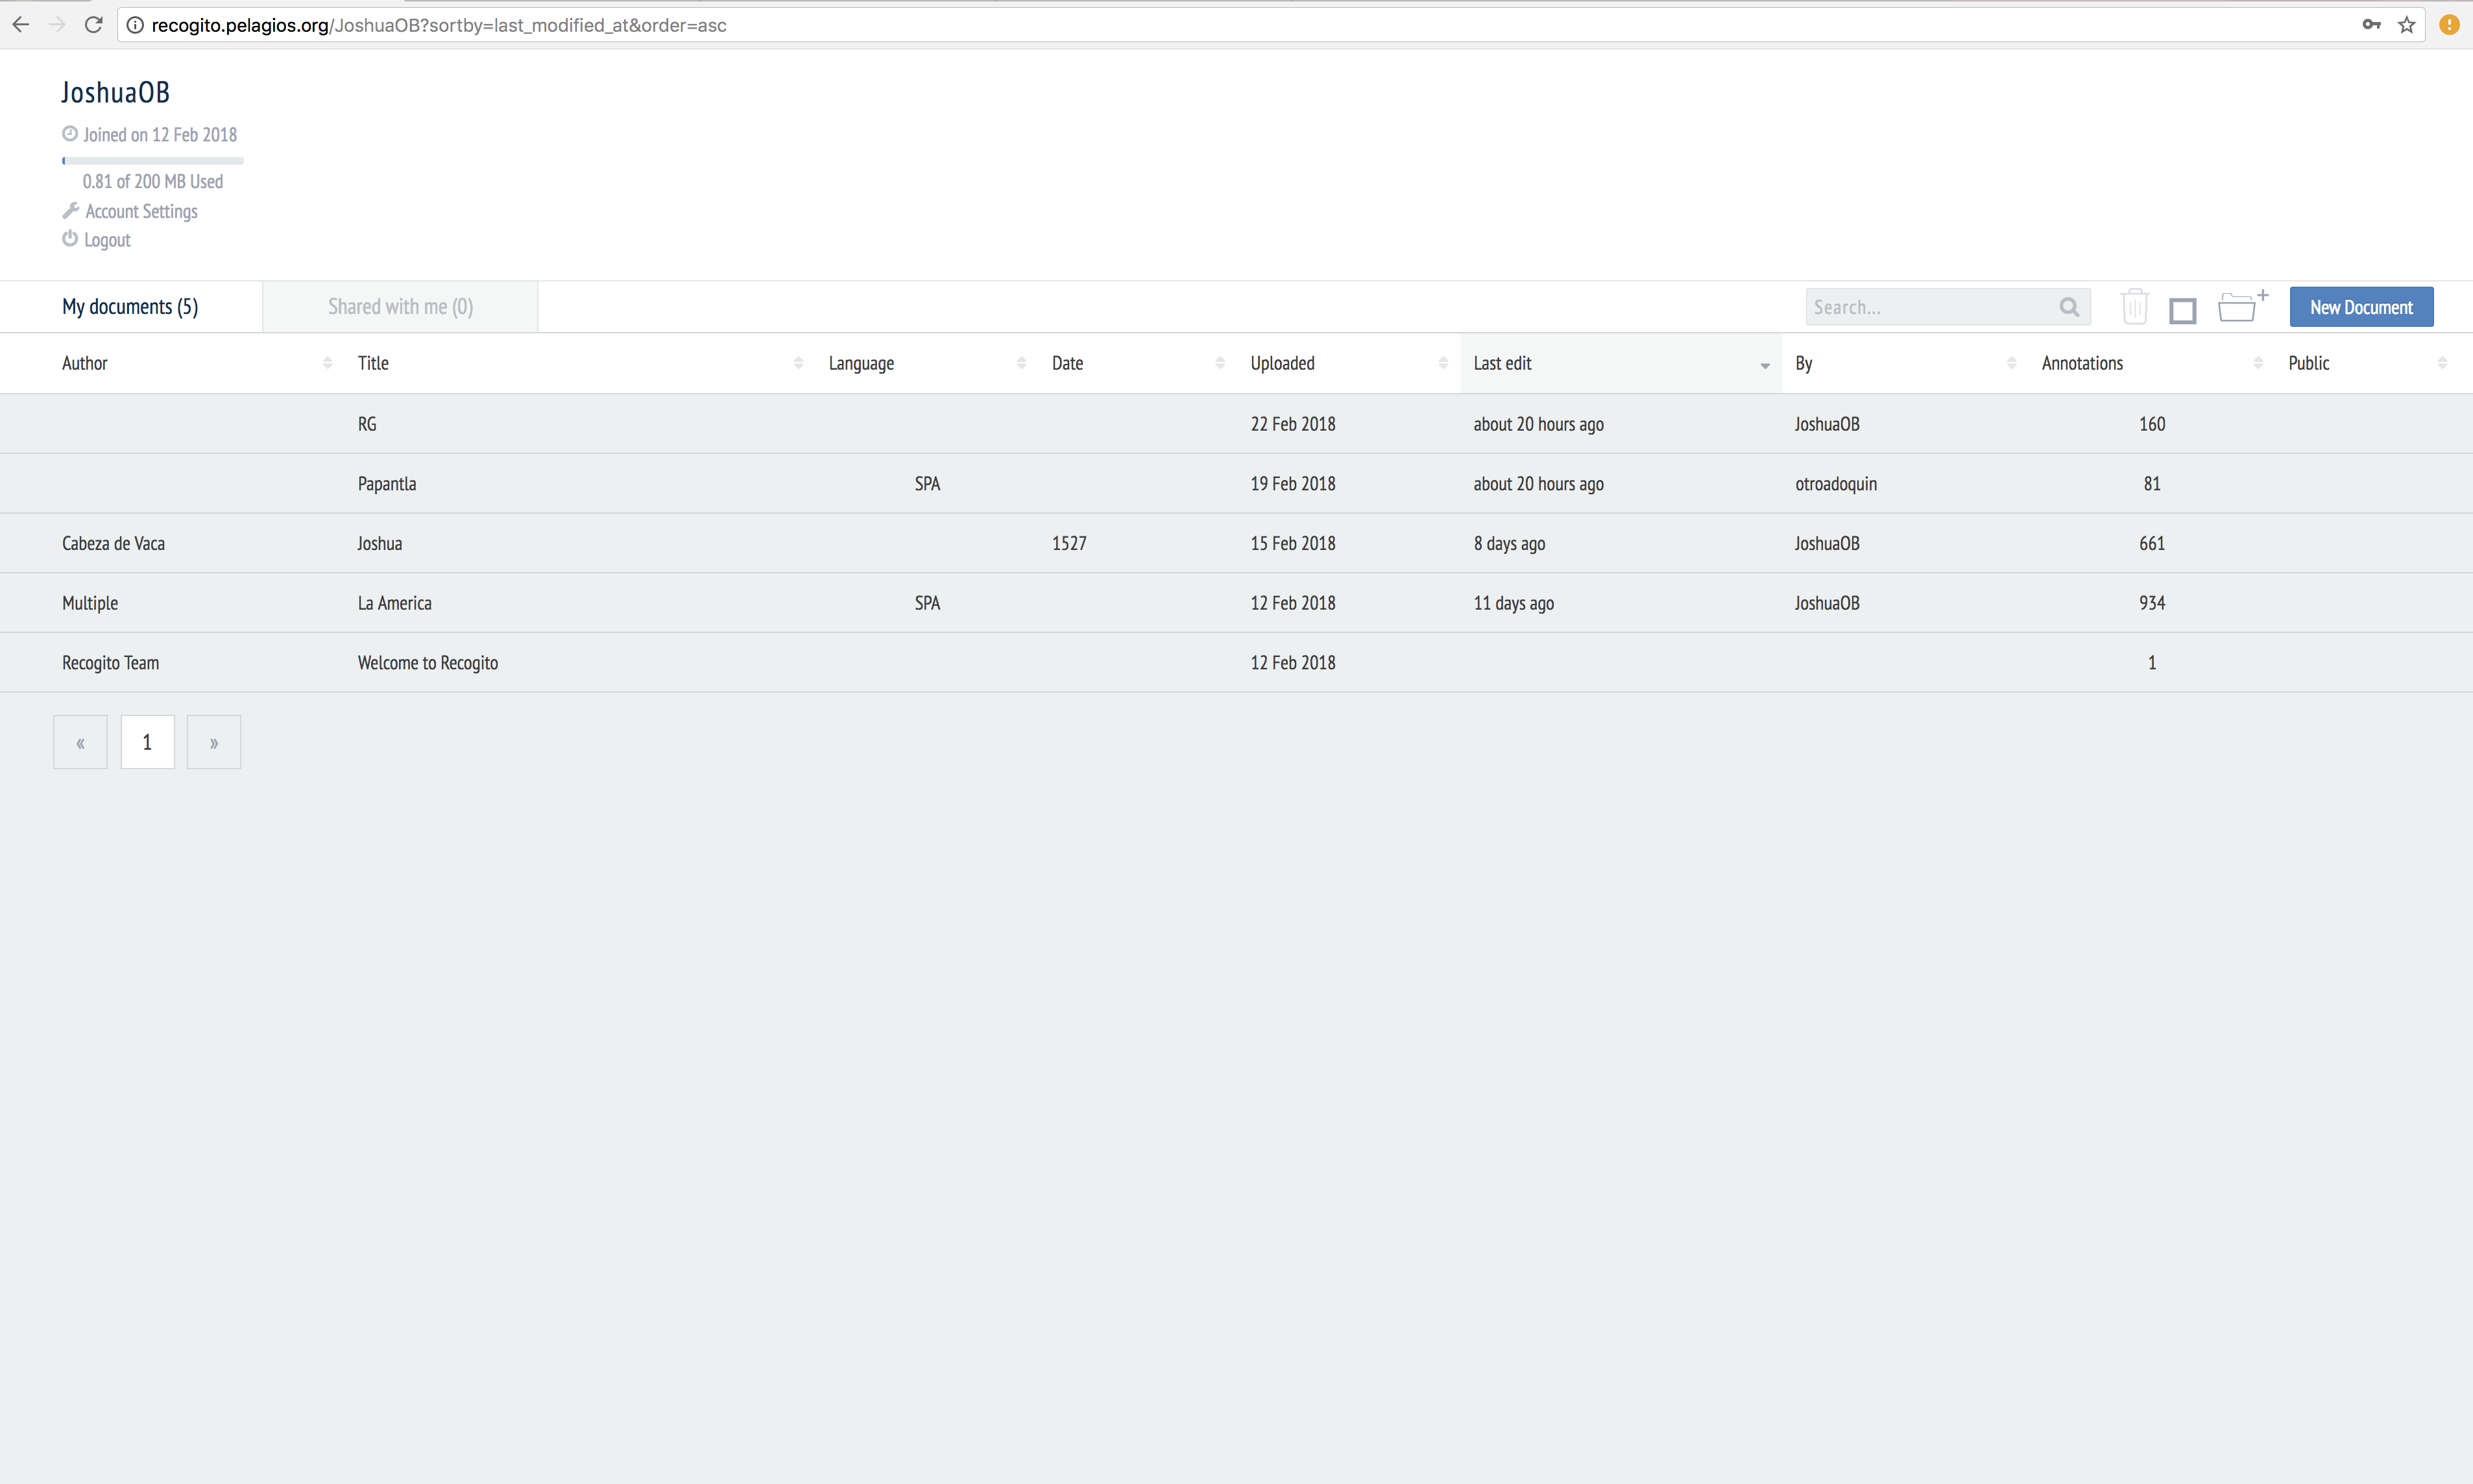 recogito.pelagios.org/JoshuaOB?sortby=last_modified_at&order=asc
JoshuaOB
Joined on 12 Feb 2018
0.81 of 200 MB Used
Account Settings
Logout
My documents (5) Shared with me (0) Search... New Document
Author Title Language Date Uploaded Last edit By Annotations Public
RG 22 Feb 2018 about 20 hours ago JoshuaOB 160
Papantla SPA 19 Feb 2018 about 20 hours ago otroadoquin 81
Cabeza de Vaca Joshua 1527 15 Feb 2018 8 days ago JoshuaOB 661
Multiple La America SPA 12 Feb 2018 11 days ago JoshuaOB 934
Recogito Team Welcome to Recogito 12 Feb 2018 1
« 1 »